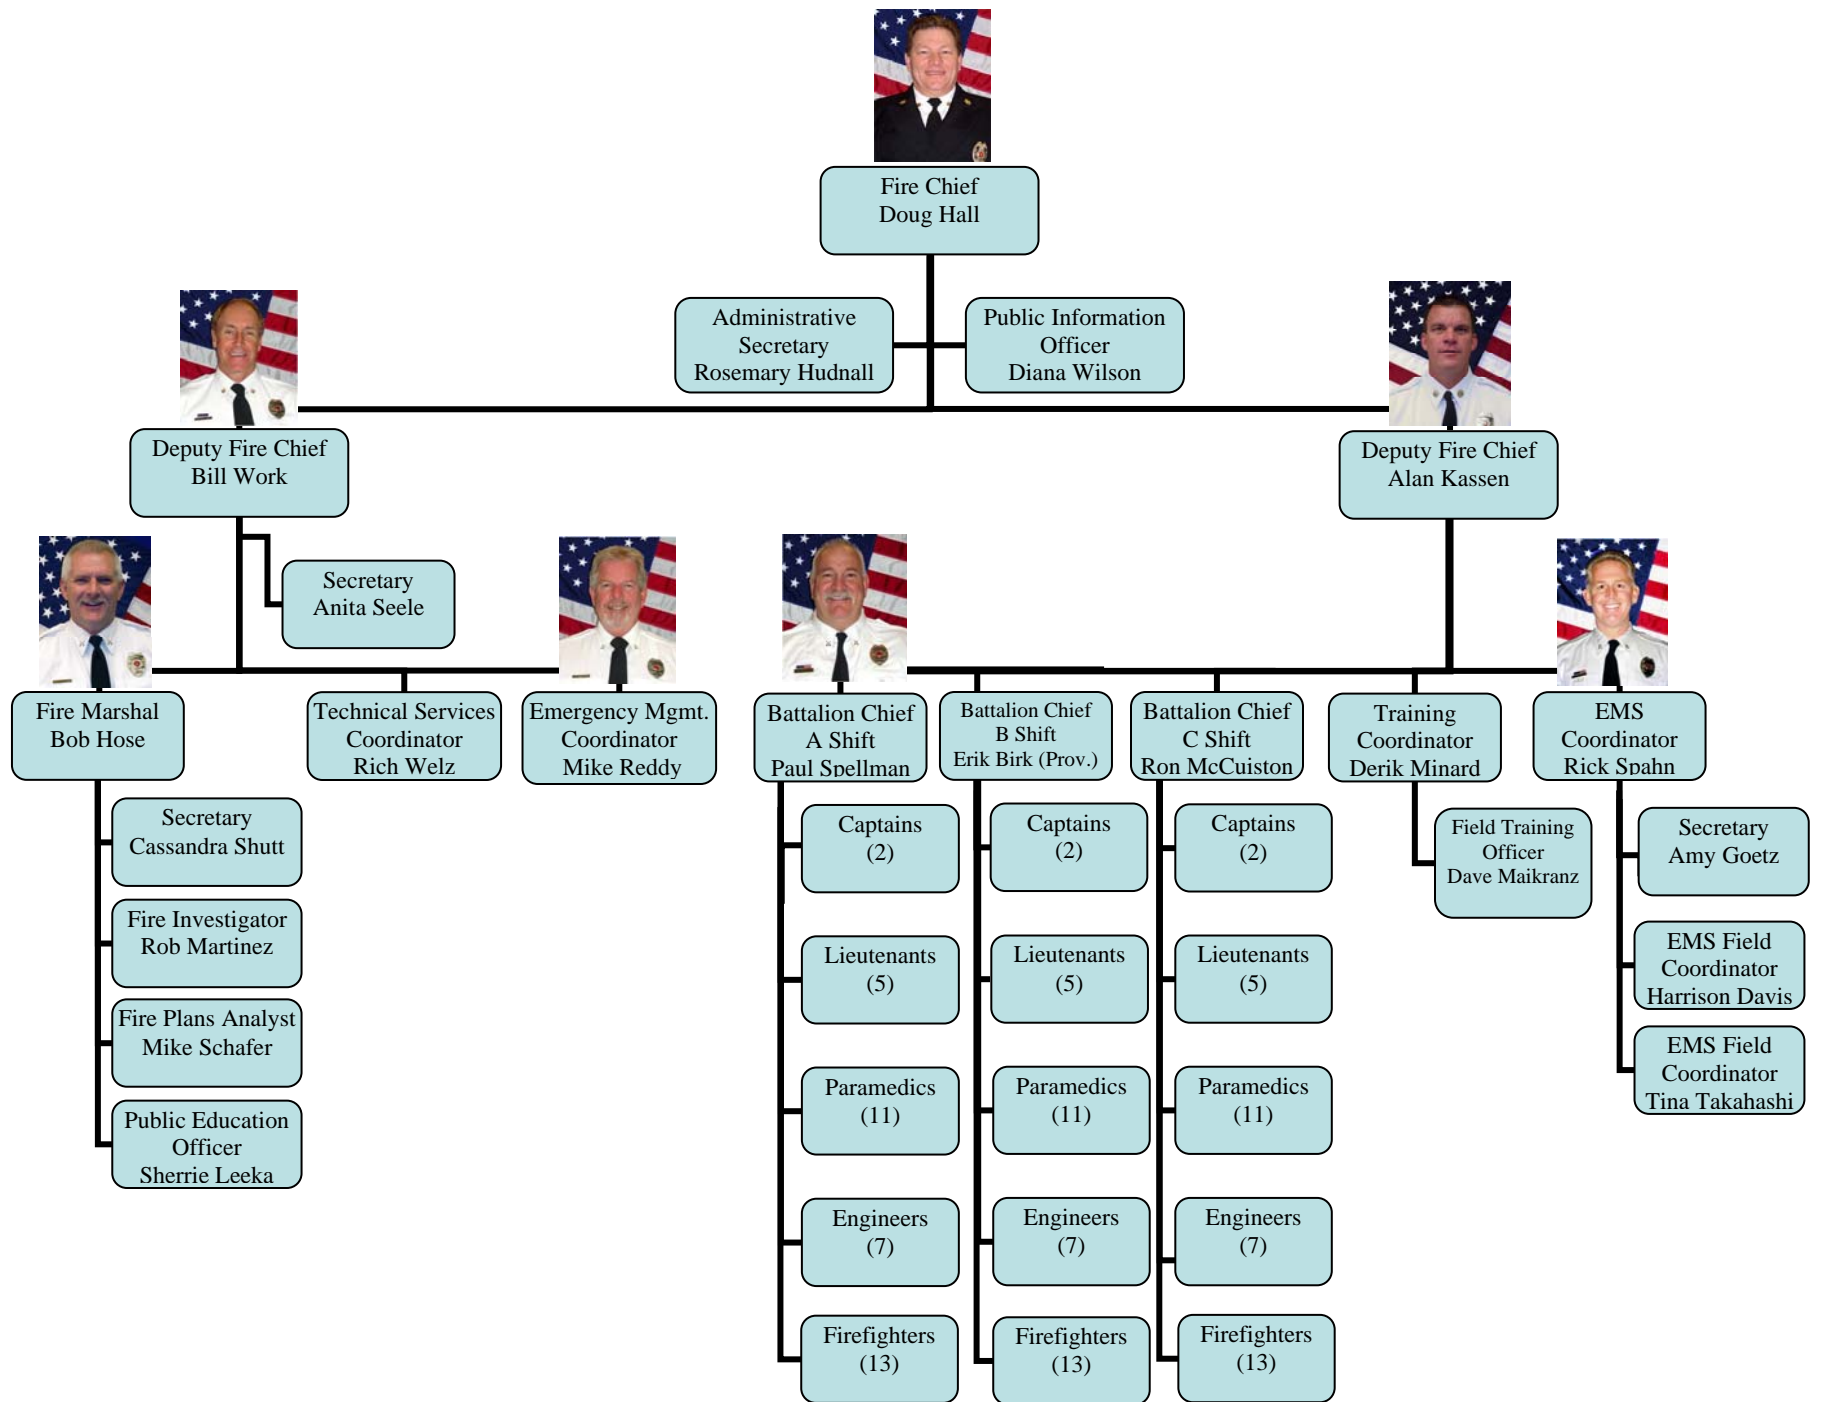 Fire Chief
Doug Hall
Administrative
Secretary
Rosemary Hudnall
Public Information
Officer
Diana Wilson
Deputy Fire Chief
Bill Work
Deputy Fire Chief
Alan Kassen
Secretary
Anita Seele
Fire Marshal
Bob Hose
Technical Services
Coordinator
Rich Welz
Emergency Mgmt.
Coordinator
Mike Reddy
Battalion Chief
A Shift
Paul Spellman
Battalion Chief
B Shift
Erik Birk (Prov.)
Battalion Chief
C Shift
Ron McCuiston
Training
Coordinator
Derik Minard
EMS
Coordinator
Rick Spahn
Secretary
Cassandra Shutt
Fire Investigator
Rob Martinez
Fire Plans Analyst
Mike Schafer
Public Education
Officer
Sherrie Leeka
Captains
(2)
Lieutenants
(5)
Paramedics
(11)
Engineers
(7)
Firefighters
(13)
Captains
(2)
Lieutenants
(5)
Paramedics
(11)
Engineers
(7)
Firefighters
(13)
Captains
(2)
Lieutenants
(5)
Paramedics
(11)
Engineers
(7)
Firefighters
(13)
Field Training
Officer
Dave Maikranz
Secretary
Amy Goetz
EMS Field
Coordinator
Harrison Davis
EMS Field
Coordinator
Tina Takahashi